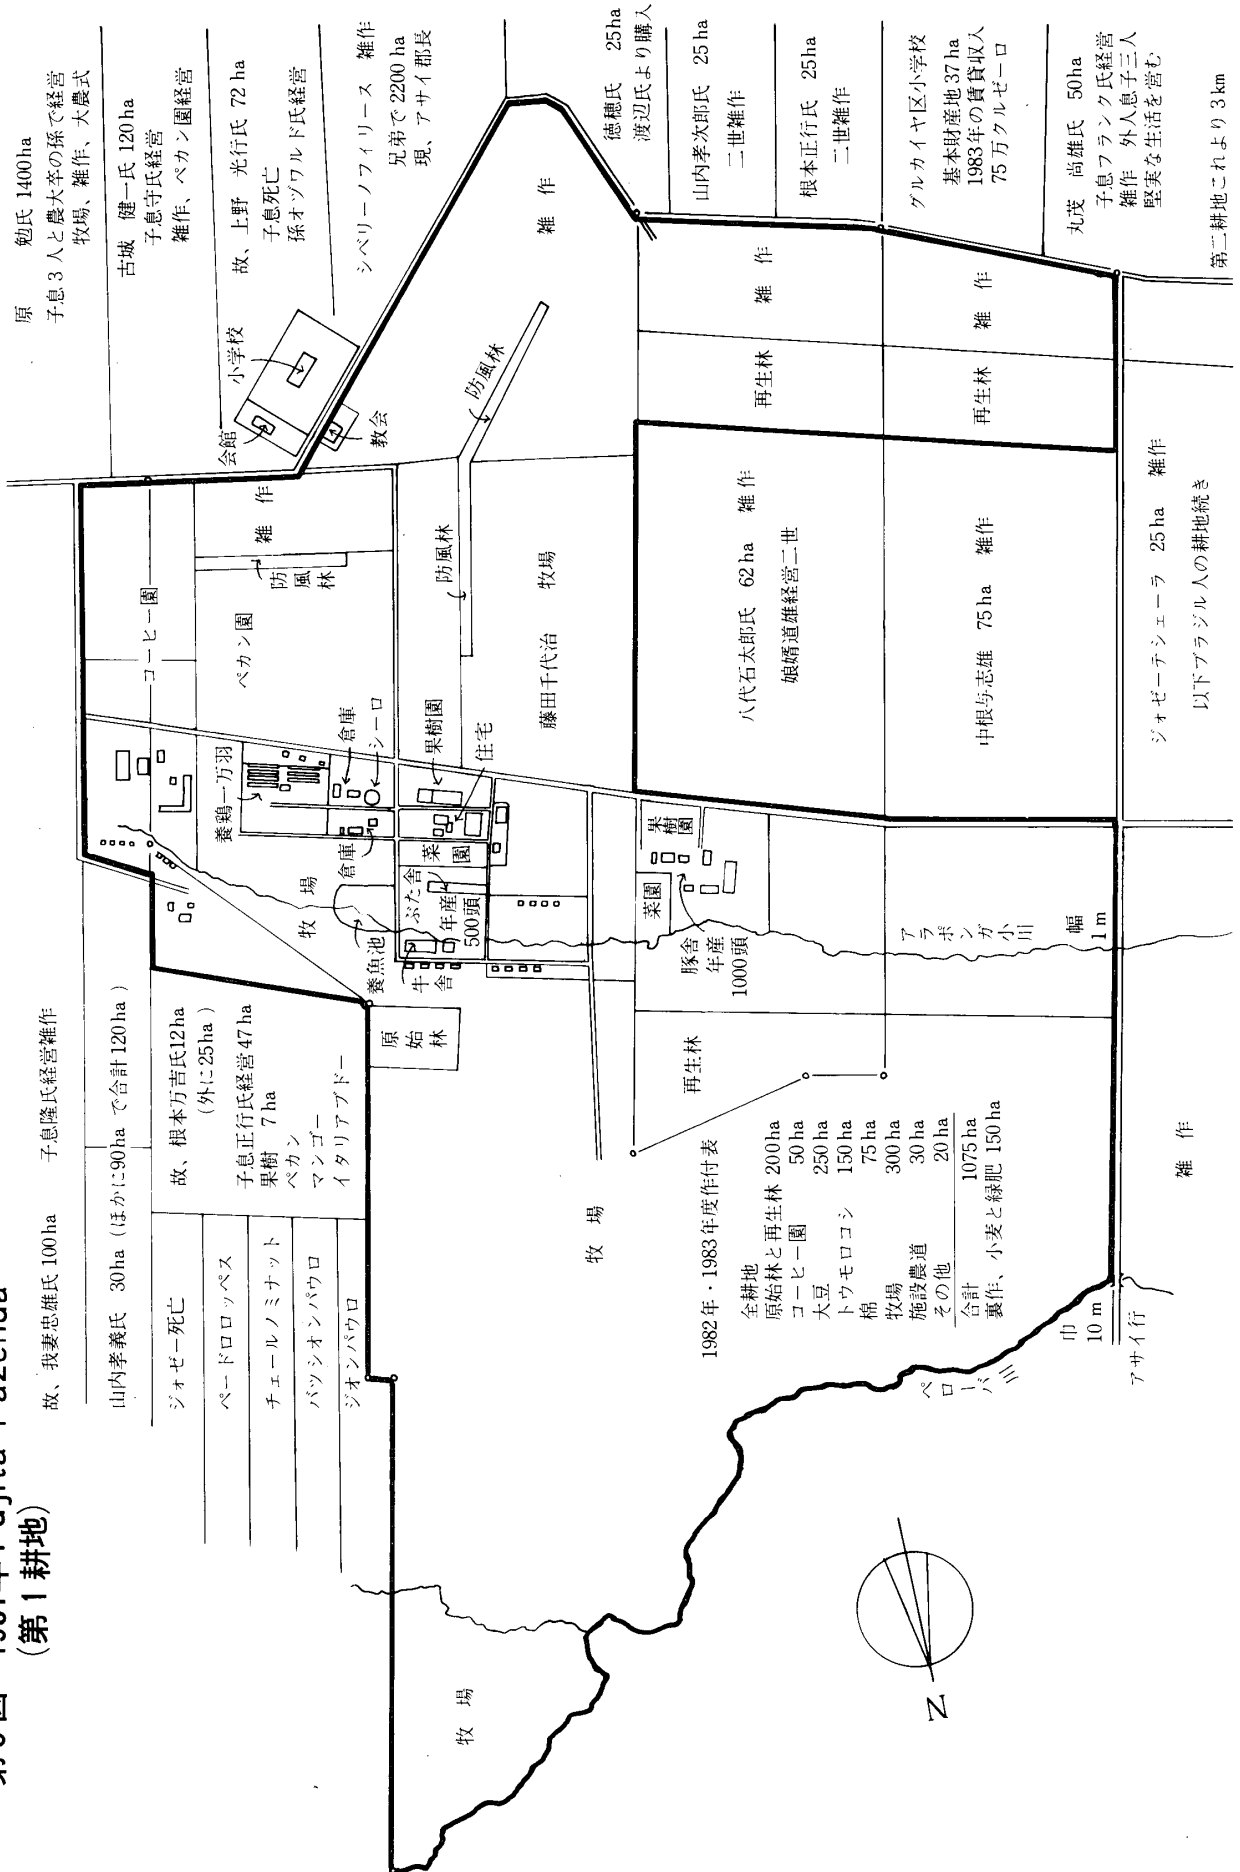 (第1耕地)
原 勉氏 1400ha
子息3人と農大卒の孫で経営
牧場、雑作、大農式
古城 健一氏 120ha
子息守氏経営
雑作、ペカン園経営
故、上野 光行氏 72ha
子息死亡
孫オヅワルド氏経営
シベリーノフィリース 雑作
兄弟で2200ha
現、アサイ郡長
徳穂氏 25ha
渡辺氏より購入
山内孝次郎氏 25ha
二世雑作
根本正行氏 25ha
二世雑作
グルカイヤ区小学校
基本財産地37ha
1983年の賃貸収入
75万クルゼーロ
丸茂 尚雄氏 50ha
子息フランク氏経営
雑作 外人息子三人
堅実な生活を営む
第二耕地これより3km
故、我妻忠雄氏100ha 子息隆氏経営雑作
山内孝義氏 30ha(ほかに90haで合計120ha)
故、根本万吉氏12ha
(外に25ha)
子息正行氏経営47ha
果樹 7ha
ペカン
マンゴー
イタリアブドー
ジョゼー死亡
ペードロロッペス
チェールノミナット
バッシオンパウロ
ジオンパウロ
小学校
会館
教会
コーヒー園
雑作
防風林
ペカン園
養鶏一万羽
倉庫
シーロ
倉庫
果樹園
住宅
菜園
ぶた舎
年産
500頭
養魚池
牛舎
牧場
原始林
防風林
防風林
雑作
藤田千代治 牧場
再生林
雑作
再生林
雑作
八代石太郎氏 62ha 雑作
娘婿道雄経営二世
中根与志雄 75ha 雑作
果樹園
菜園
豚舎
年産
1000頭
アラポンガ小川
幅
1m
再生林
ジォゼーテシェーラ 25ha 雑作
以下ブラジル人の耕地続き
牧場
1982年・1983年度作付表
全耕地
原始林と再生林 200ha
コーヒー園 50ha
大豆 250ha
トウモロコシ 150ha
棉 75ha
牧場 300ha
施設農道 30ha
その他 20ha
合計 1075ha
裏作、小麦と緑肥 150ha
雑作
巾
10m
アサイ行
ペローバ川
牧場
N